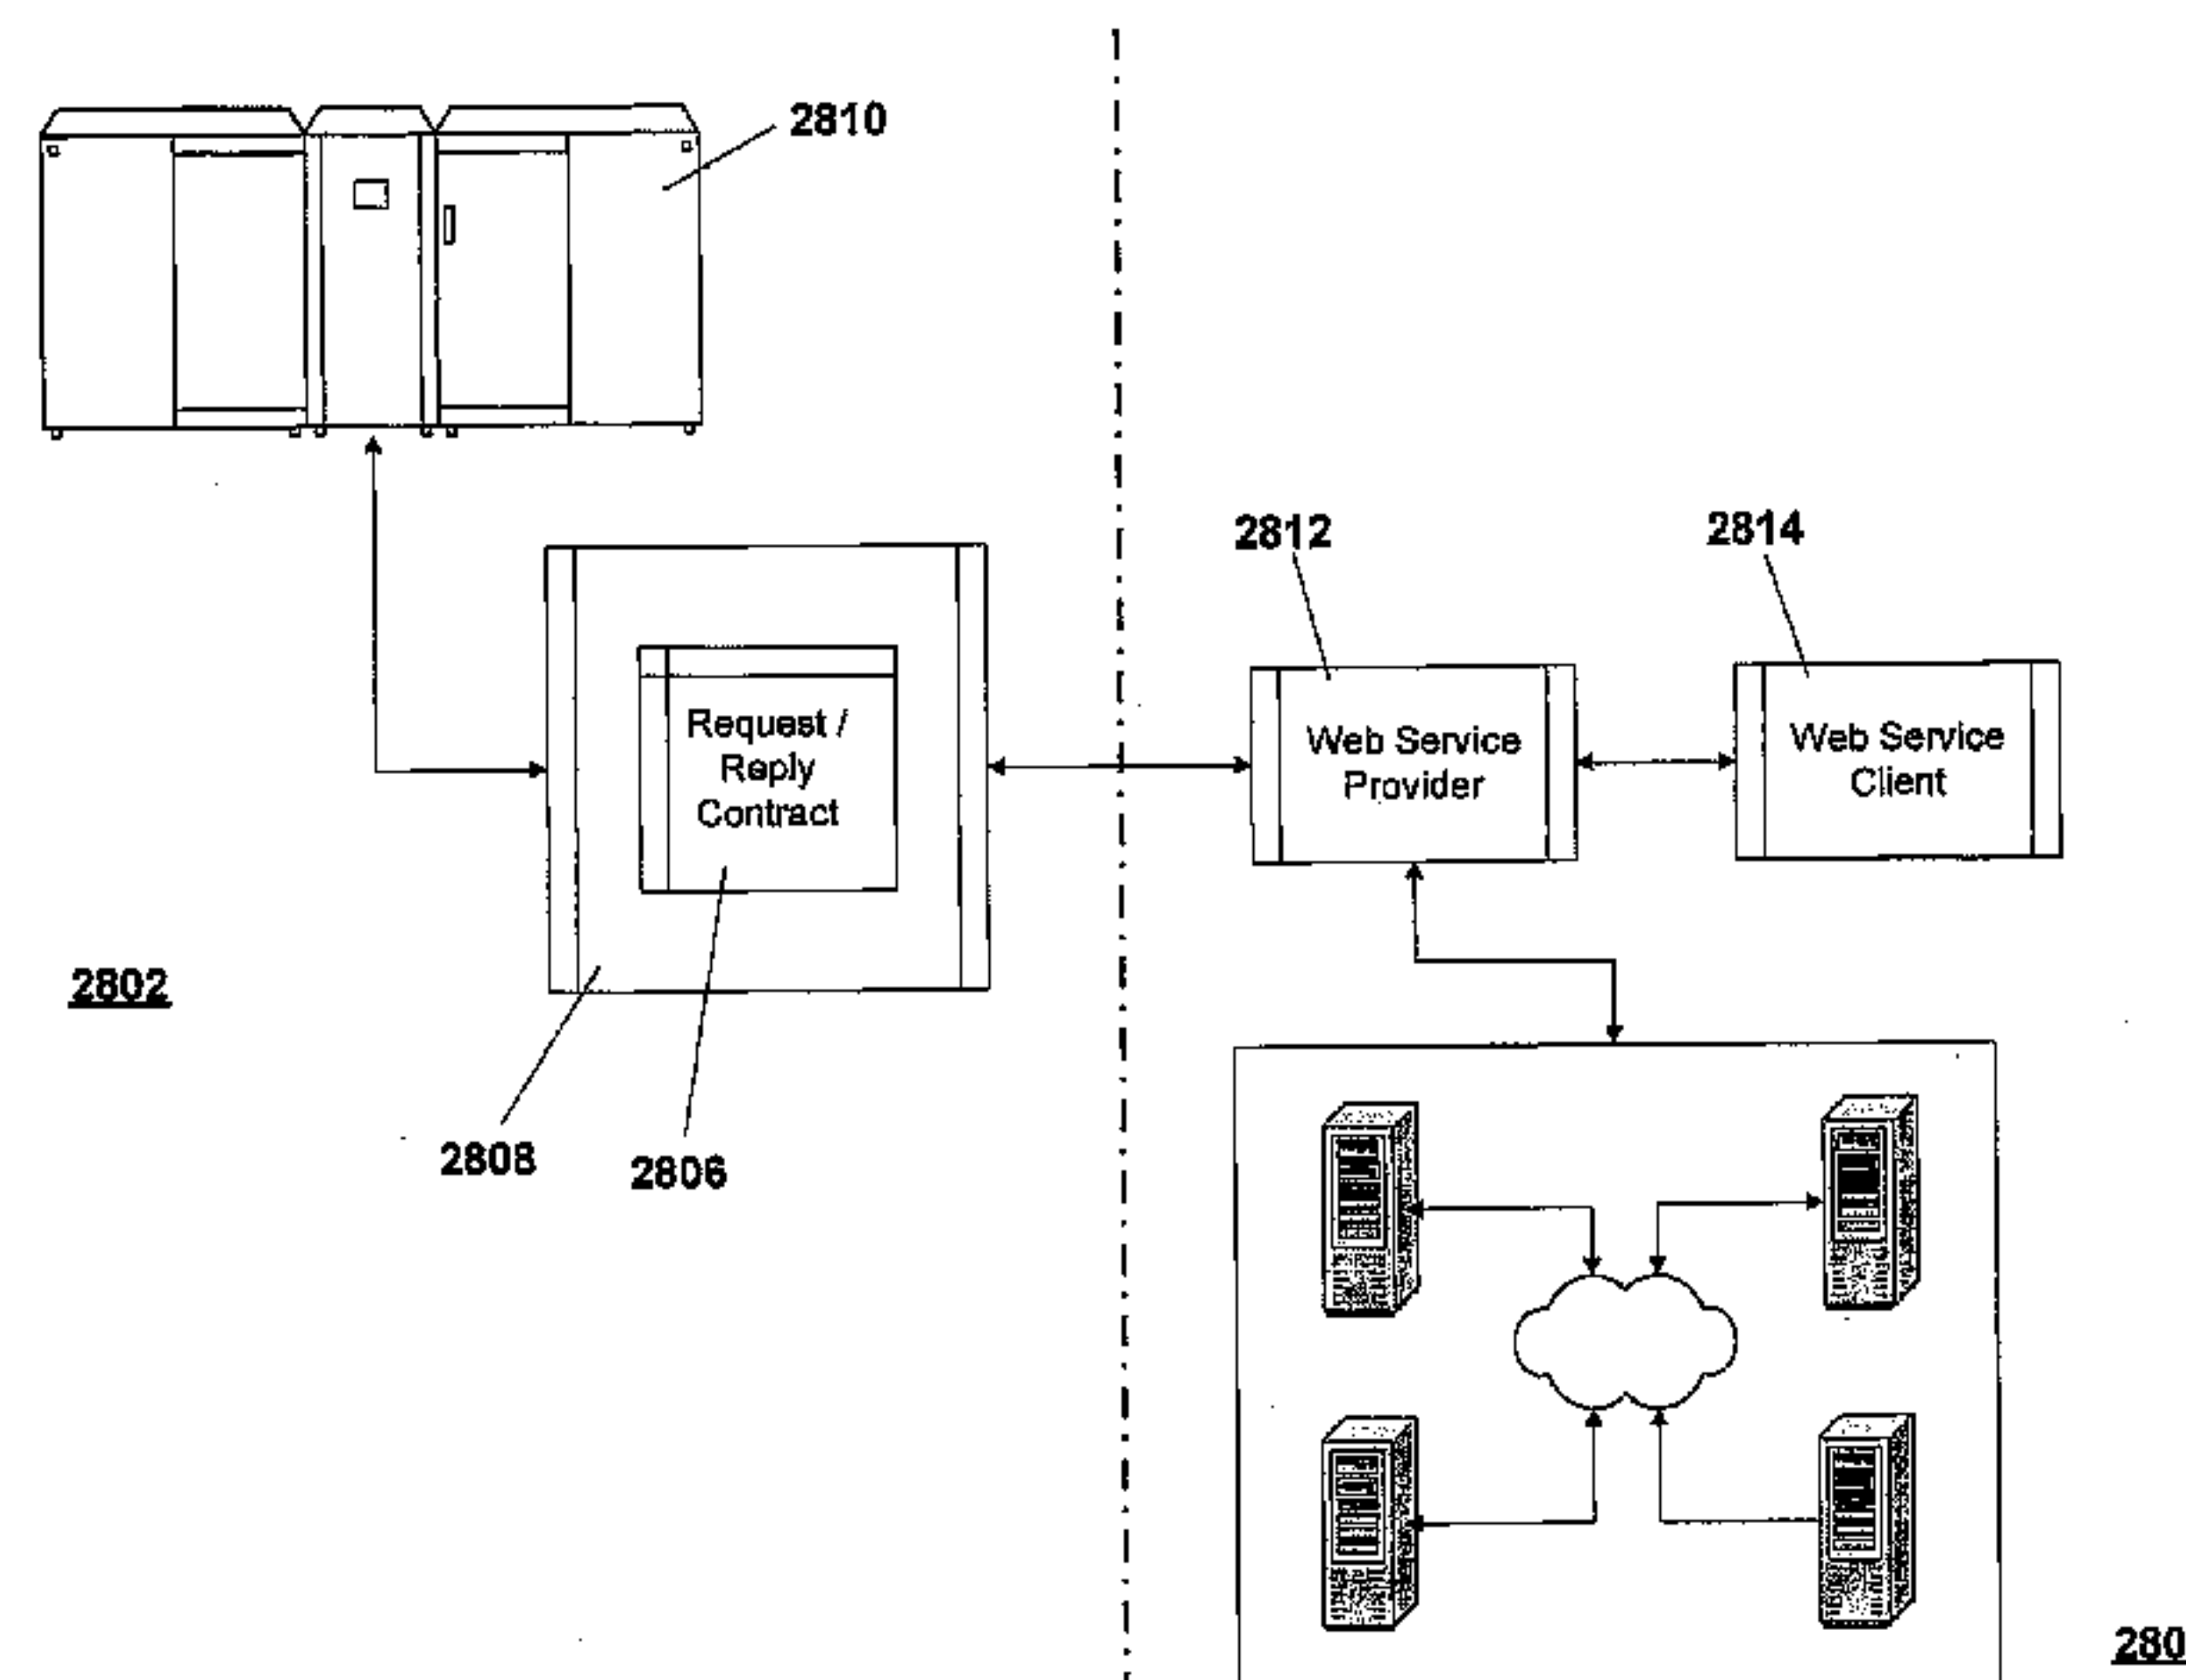 2810
2812
2814
Request /
Reply
Contract
Web Service
Provider
Web Service
Client
2802
2808
2806